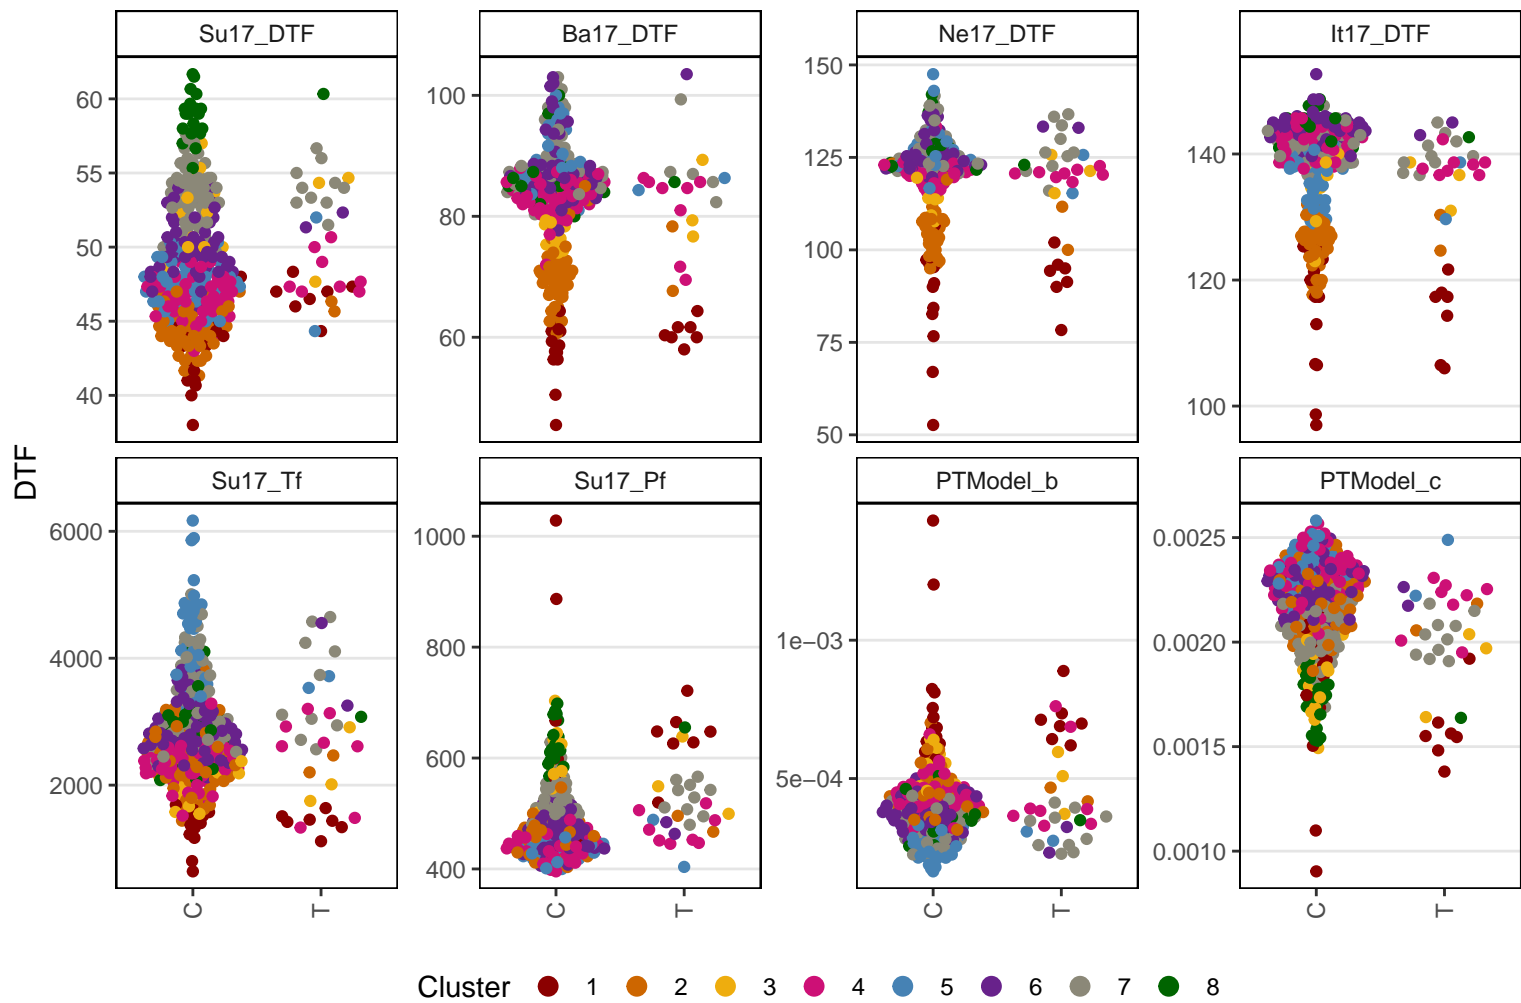 Su17_DTF
Ba17_DTF
Ne17_DTF
It17_DTF
60
55
50
45
40
100
80
60
150
125
100
75
50
140
120
100
DTF
Su17_Tf
Su17_Pf
PTModel_b
PTModel_c
6000
4000
2000
1000
800
600
400
1e−03
5e−04
0.0025
0.0020
0.0015
0.0010
C
T
C
T
C
T
C
T
Cluster 1 2 3 4 5 6 7 8